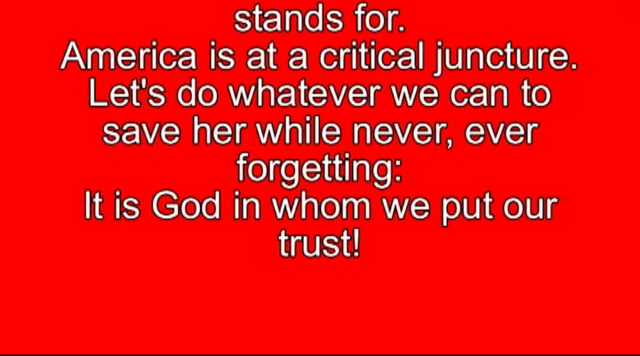 stands for.
America is at a critical juncture.
Let's do whatever we can to
save her while never, ever
forgetting:
It is God in whom we put our
trust!